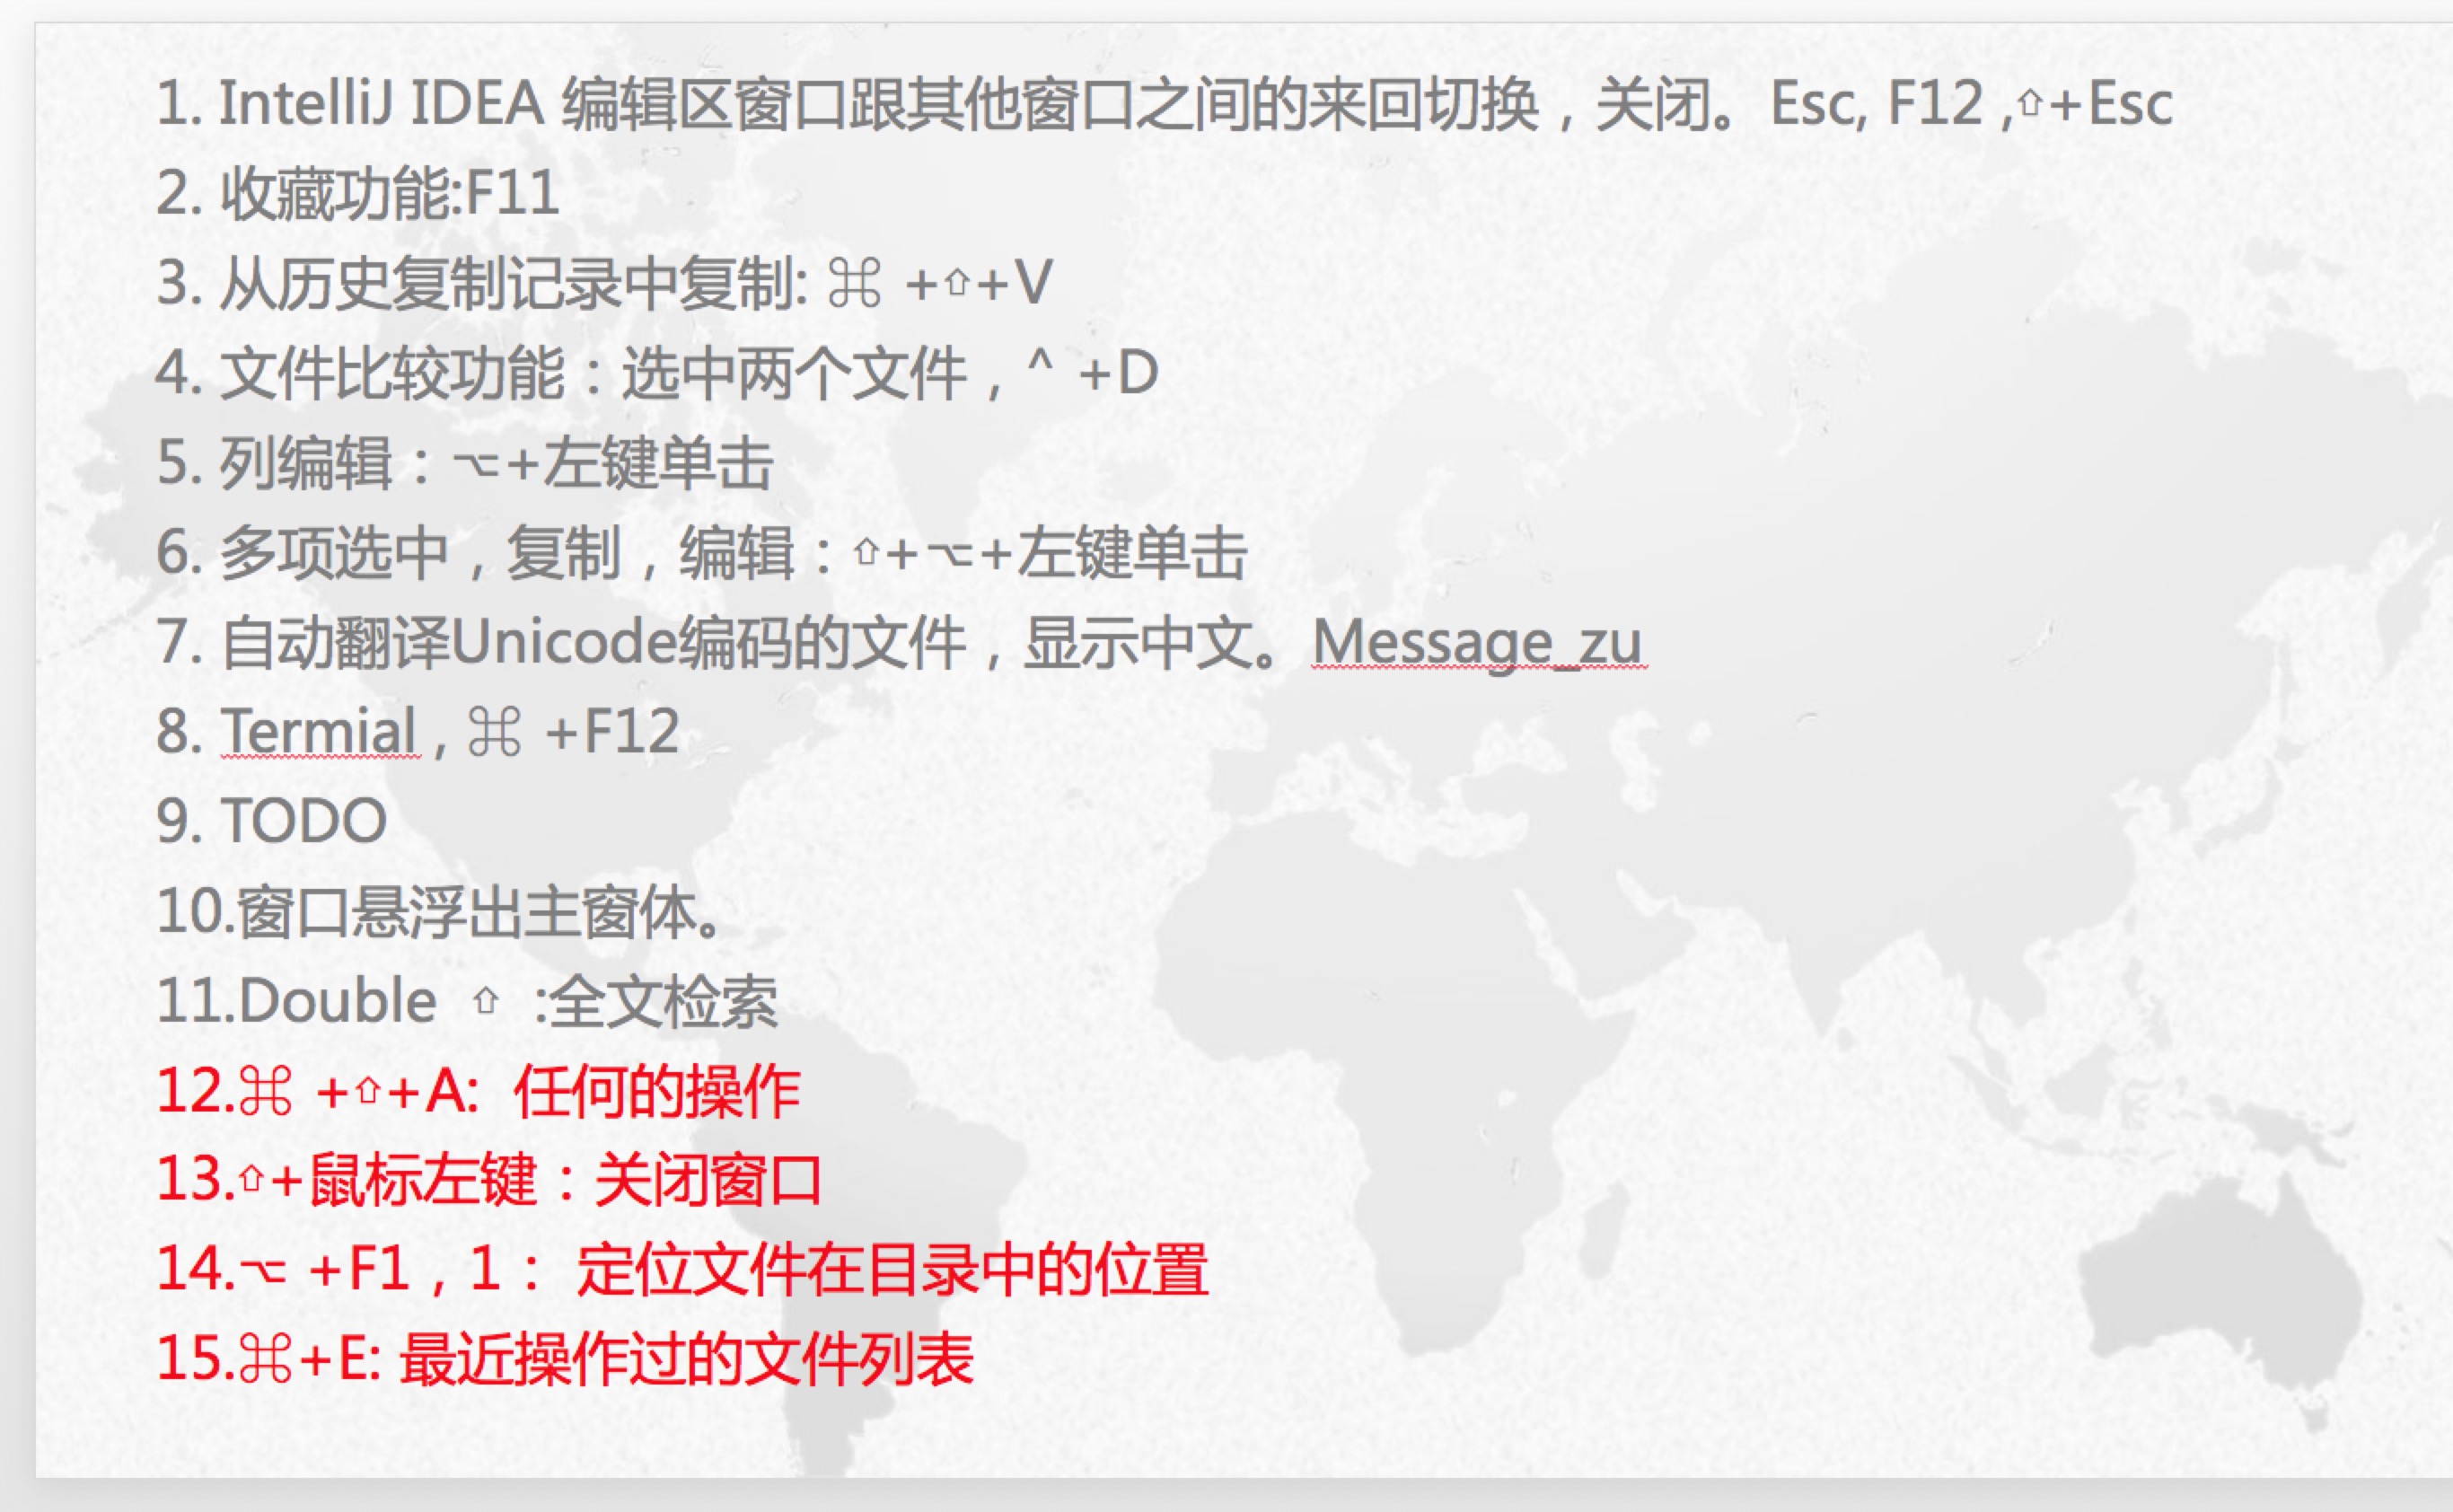 1. IntelliJ IDEA 编辑区窗口跟其他窗口之间的来回切换，关闭。Esc, F12 ,⇧+Esc
2. 收藏功能:F11
3. 从历史复制记录中复制: ⌘ +⇧+V
4. 文件比较功能：选中两个文件，^ +D
5. 列编辑：⌥+左键单击
6. 多项选中，复制，编辑：⇧+⌥+左键单击
7. 自动翻译Unicode编码的文件，显示中文。Message_zu
8. Termial , ⌘ +F12
9. TODO
10.窗口悬浮出主窗体。
11.Double ⇧ :全文检索
12.⌘ +⇧+A: 任何的操作
13.⇧+鼠标左键：关闭窗口
14.⌥ +F1，1： 定位文件在目录中的位置
15.⌘+E: 最近操作过的文件列表